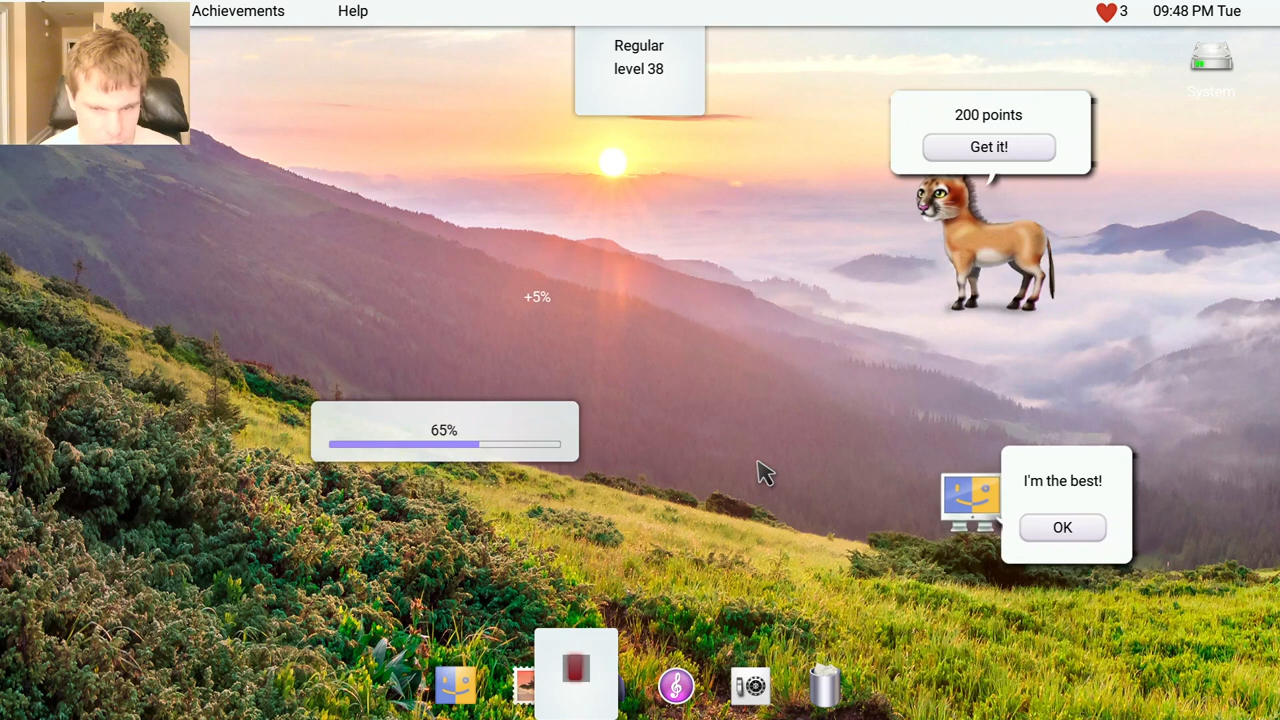 Achievements
Help
3
09:48 PM Tue
Regular
level 38
System
200 points
Get it!
+5%
65%
I'm the best!
OK